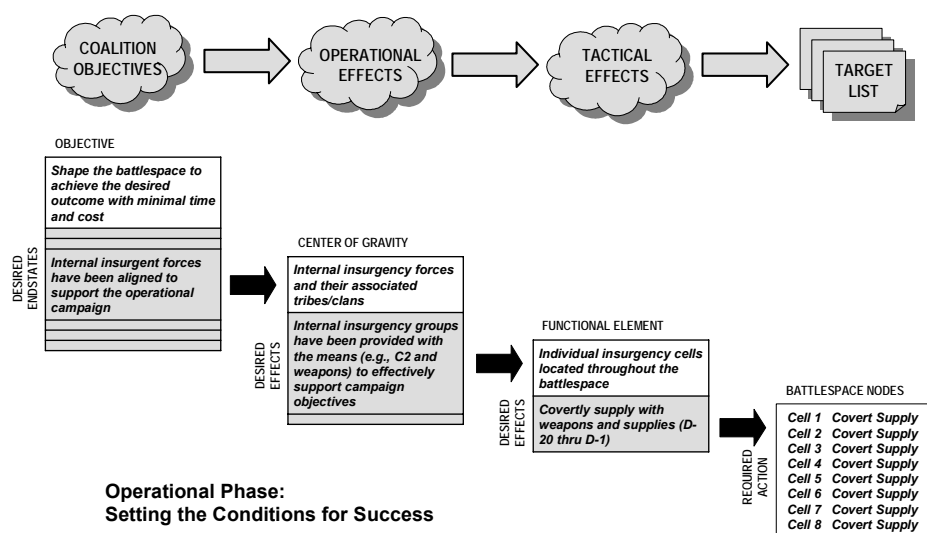 COALITION
OBJECTIVES
OPERATIONAL
EFFECTS
TACTICAL
EFFECTS
TARGET
LIST
OBJECTIVE
DESIRED
ENDSTATES
Shape the battlespace to
achieve the desired
outcome with minimal time
and cost
Internal insurgent forces
have been aligned to
support the operational
campaign
CENTER OF GRAVITY
DESIRED
EFFECTS
Internal insurgency forces
and their associated
tribes/clans
Internal insurgency groups
have been provided with
the means (e.g., C2 and
weapons) to effectively
support campaign
objectives
FUNCTIONAL ELEMENT
DESIRED
EFFECTS
Individual insurgency cells
located throughout the
battlespace
Covertly supply with
weapons and supplies (D-
20 thru D-1)
BATTLESPACE NODES
REQUIRED
ACTION
Cell 1 Covert Supply
Cell 2 Covert Supply
Cell 3 Covert Supply
Cell 4 Covert Supply
Cell 5 Covert Supply
Cell 6 Covert Supply
Cell 7 Covert Supply
Cell 8 Covert Supply
Operational Phase:
Setting the Conditions for Success